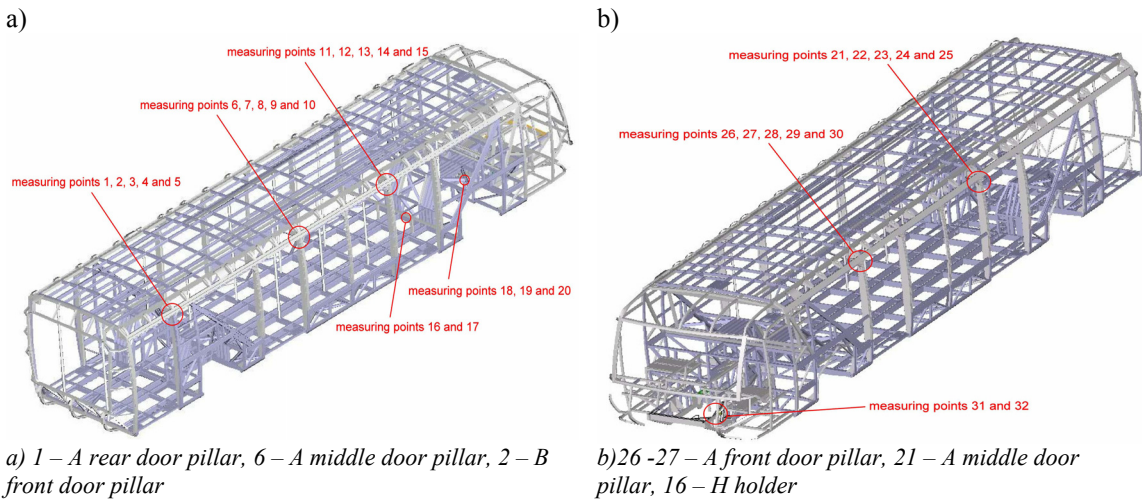 a)
measuring points 11, 12, 13, 14 and 15
measuring points 6, 7, 8, 9 and 10
measuring points 1, 2, 3, 4 and 5
measuring points 18, 19 and 20
measuring points 16 and 17
a) 1 – A rear door pillar, 6 – A middle door pillar, 2 – B
front door pillar
b)
measuring points 21, 22, 23, 24 and 25
measuring points 26, 27, 28, 29 and 30
measuring points 31 and 32
b)26 -27 – A front door pillar, 21 – A middle door
pillar, 16 – H holder